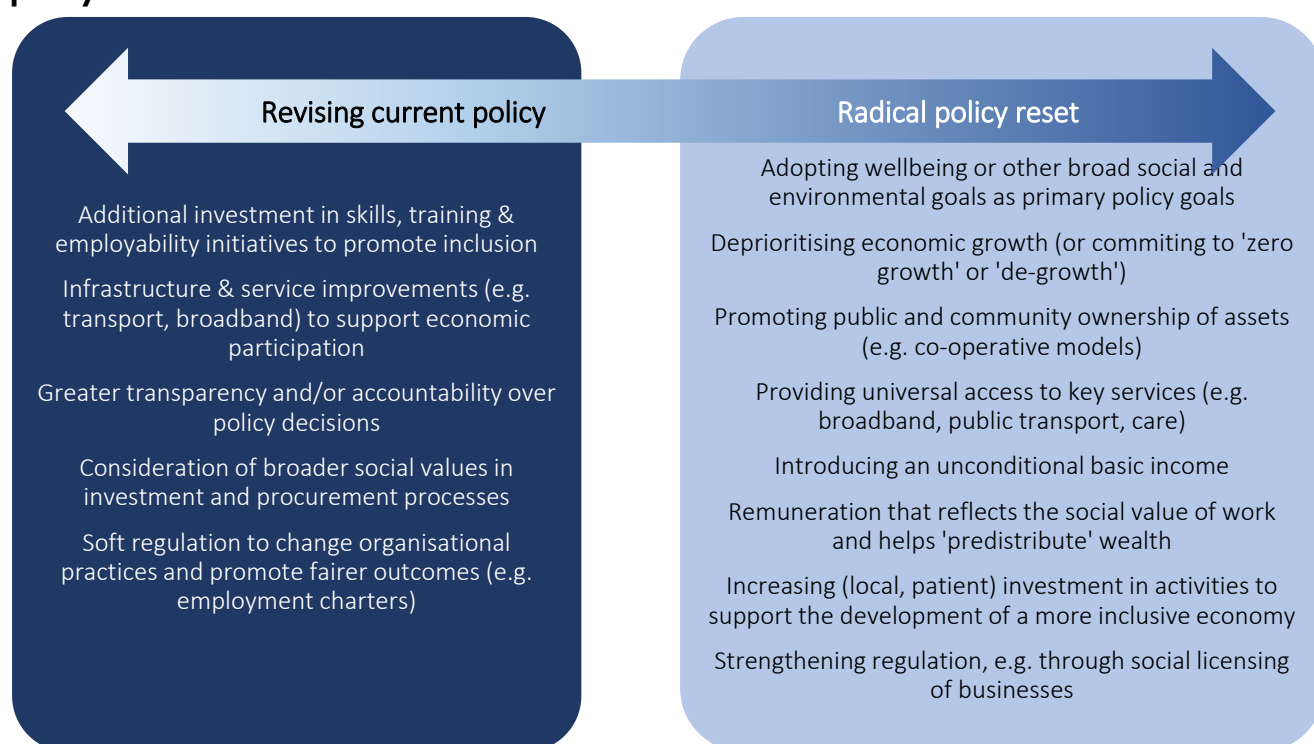 Revising current policy
Additional investment in skills, training &
employability initiatives to promote inclusion
Infrastructure & service improvements (e.g.
transport, broadband) to support economic
participation
Greater transparency and/or accountability over
policy decisions
Consideration of broader social values in
investment and procurement processes
Soft regulation to change organisational
practices and promote fairer outcomes (e.g.
employment charters)
Radical policy reset
Adopting wellbeing or other broad social and
environmental goals as primary policy goals
Deprioritising economic growth (or commiting to 'zero
growth' or 'de-growth')
Promoting public and community ownership of assets
(e.g. co-operative models)
Providing universal access to key services (e.g.
broadband, public transport, care)
Introducing an unconditional basic income
Remuneration that reflects the social value of work
and helps 'predistribute' wealth
Increasing (local, patient) investment in activities to
support the development of a more inclusive economy
Strengthening regulation, e.g. through social licensing
of businesses